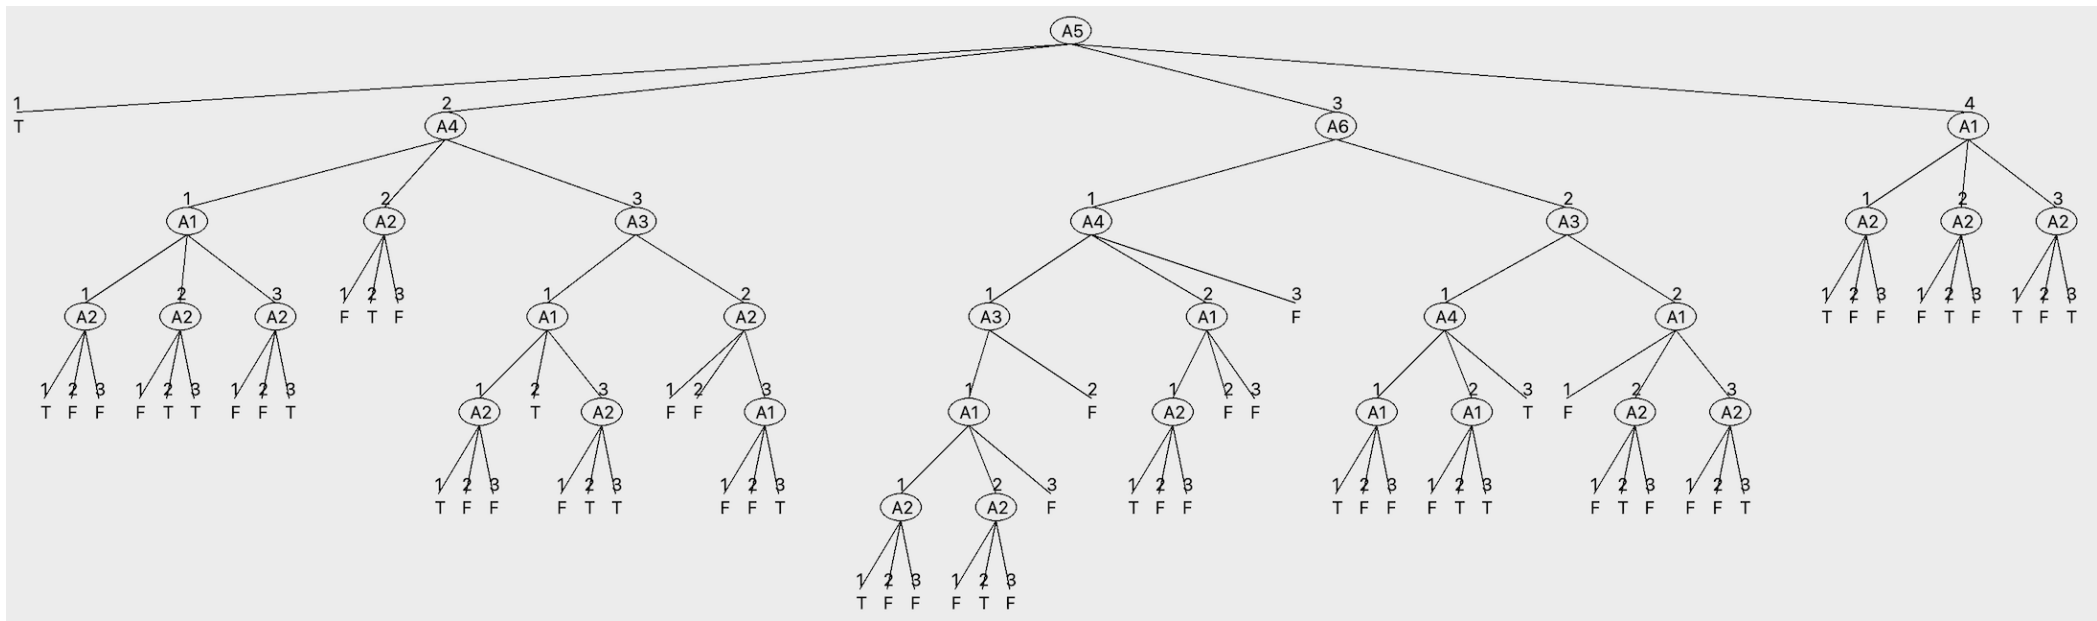 A5
1 2 3 4
T A4 A6 A1
1 2 3 1 2 1 2 3
A1 A2 A3 A4 A3 A2 A2 A2
1 2 3 1 2 3 1 2 1 2 3 1 2 1 2 3 1 2 3 1 2 3
A2 A2 A2 F T F A1 A2 A3 A1 F A4 A1 T F F F T F T F T
1 2 3 1 2 3 1 2 3 1 2 3 1 2 3 1 2 1 2 3 1 2 3 1 2 3
T F F F T T F F T A2 T A2 F F A1 A1 F A2 F F A1 A1 T F A2 A2
1 2 3 1 2 3 1 2 3 1 2 3 1 2 3 1 2 3 1 2 3 1 2 3 1 2 3
T F F F T T F F T A2 A2 F T F F T F F F T T F T F F F T
1 2 3 1 2 3
T F F F T F